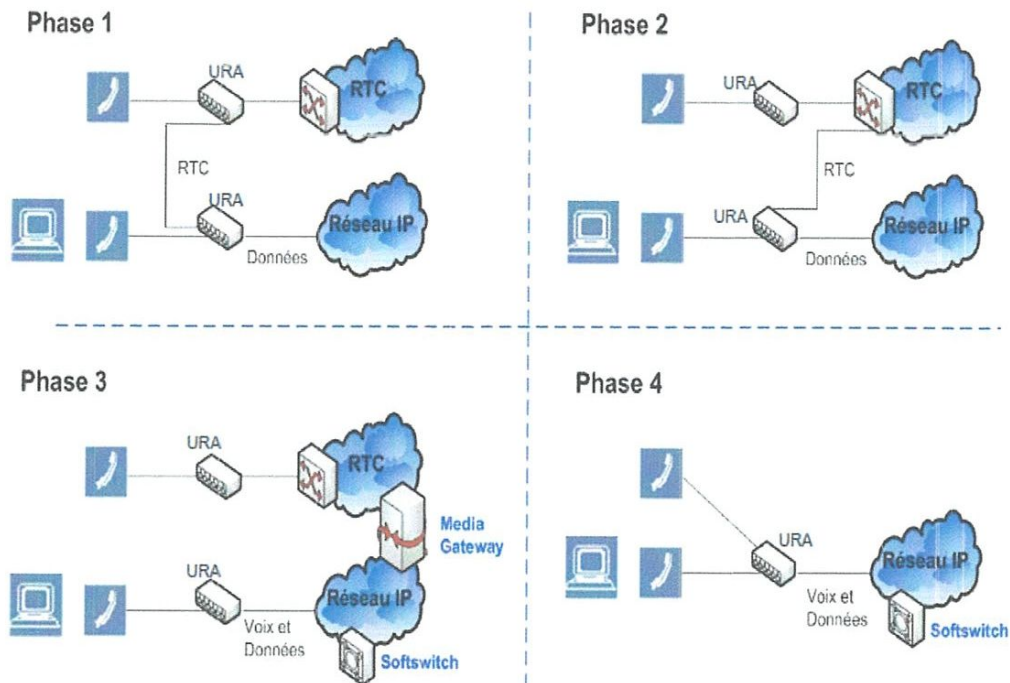 Phase 1
URA
RTC
RTC
URA
Réseau IP
Données
Phase 2
URA
RTC
RTC
URA
Réseau IP
Données
Phase 3
URA
RTC
Media
Gateway
URA
Réseau IP
Voix et
Données
Softswitch
Phase 4
URA
Réseau IP
Voix et
Données
Softswitch